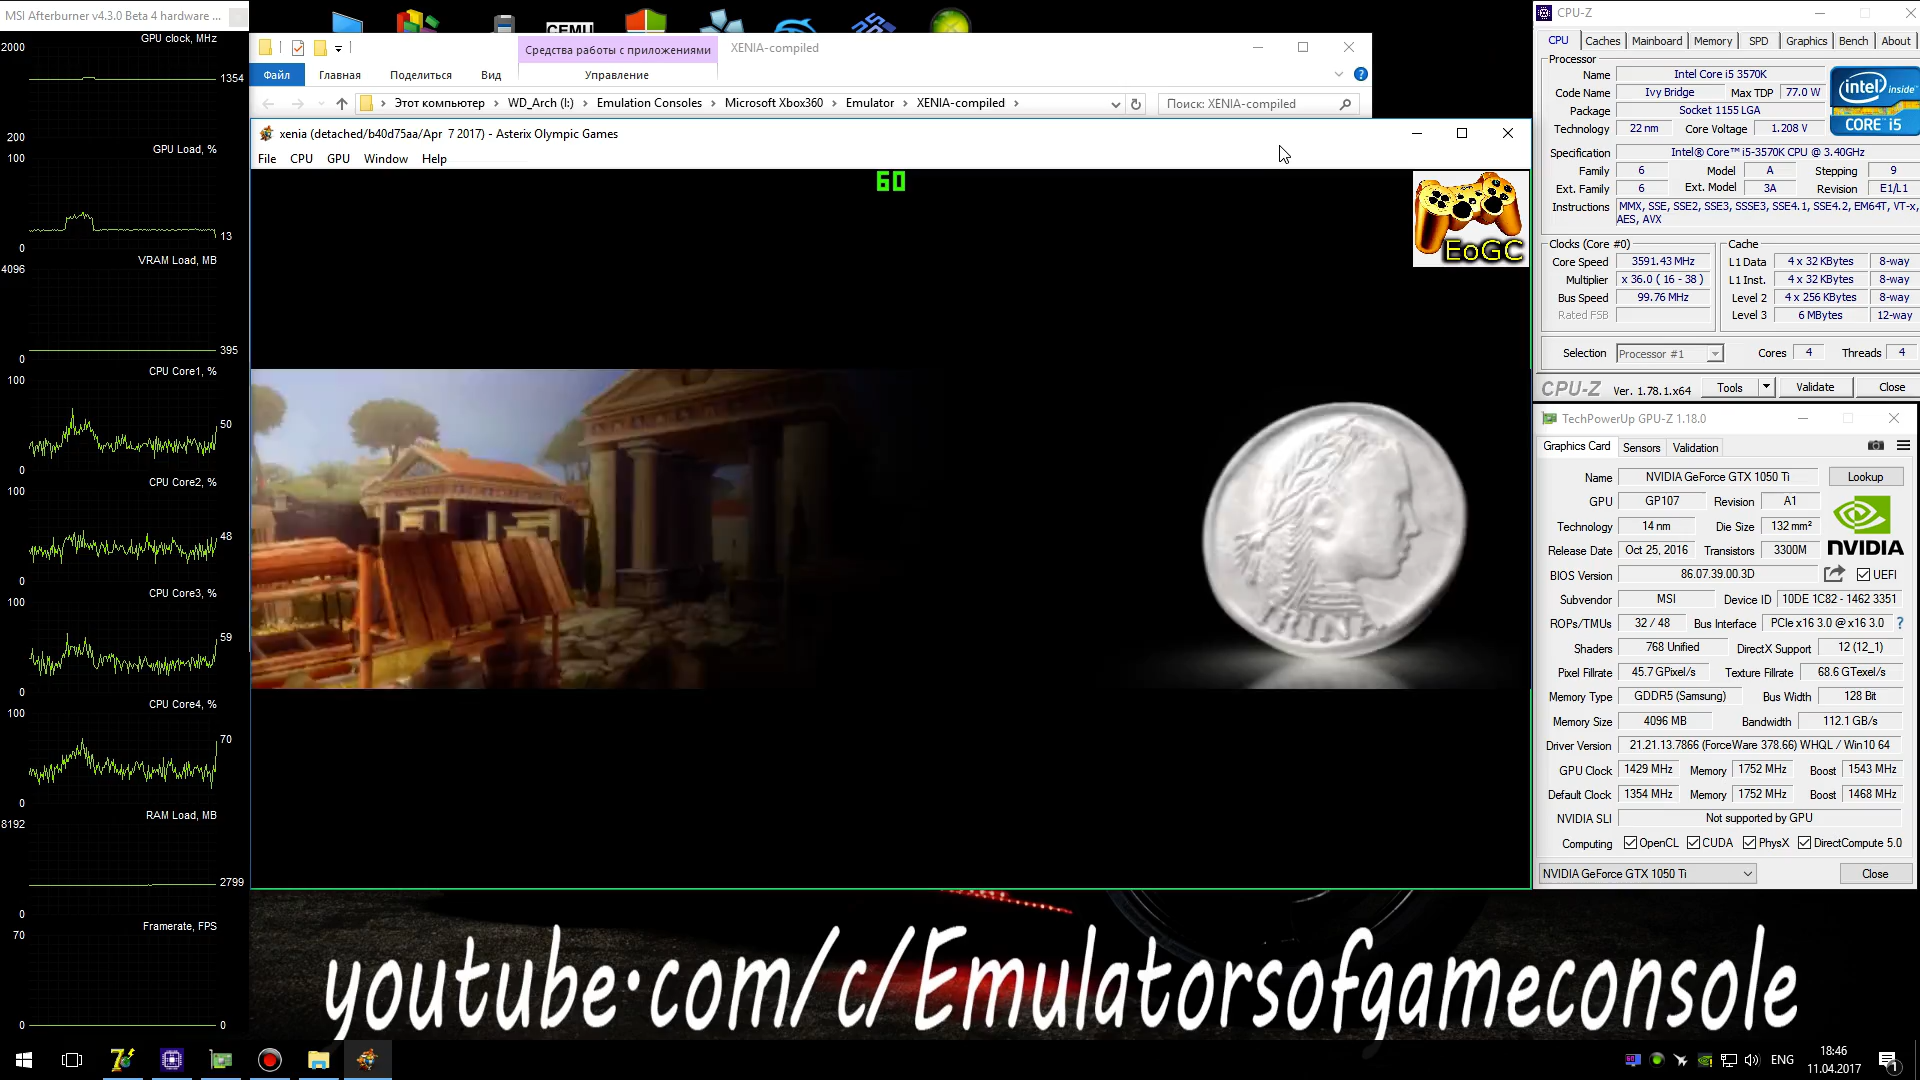 MSI Afterburner v4.3.0 Beta 4 hardware ...
GPU clock, MHz
2000
1354
200
GPU Load, %
100
13
0
VRAM Load, MB
4096
395
0
CPU Core1, %
100
50
0
CPU Core2, %
100
48
0
CPU Core3, %
100
59
0
CPU Core4, %
100
70
0
RAM Load, MB
8192
2799
0
Framerate, FPS
70
0
0
CEMU
Средства работы с приложениями
XENIA-compiled
Файл
Главная
Поделиться
Вид
Управление
Этот компьютер > WD_Arch (I:) > Emulation Consoles > Microsoft Xbox360 > Emulator > XENIA-compiled >
Поиск: XENIA-compiled
xenia (detached/b40d75aa/Apr 7 2017) - Asterix Olympic Games
File CPU GPU Window Help
60
EoGC
CPU-Z
CPU Caches Mainboard Memory SPD Graphics Bench About
Processor
Name Intel Core i5 3570K
Code Name Ivy Bridge Max TDP 77.0 W
Package Socket 1155 LGA
Technology 22 nm Core Voltage 1.208 V
intel inside™
CORE i5
Specification Intel® Core™ i5-3570K CPU @ 3.40GHz
Family 6 Model A Stepping 9
Ext. Family 6 Ext. Model 3A Revision E1/L1
Instructions MMX, SSE, SSE2, SSE3, SSSE3, SSE4.1, SSE4.2, EM64T, VT-x,
AES, AVX
Clocks (Core #0)
Core Speed 3591.43 MHz
Multiplier x 36.0 ( 16 - 38 )
Bus Speed 99.76 MHz
Rated FSB
Cache
L1 Data 4 x 32 KBytes 8-way
L1 Inst. 4 x 32 KBytes 8-way
Level 2 4 x 256 KBytes 8-way
Level 3 6 MBytes 12-way
Selection Processor #1 Cores 4 Threads 4
CPU-Z Ver. 1.78.1.x64 Tools Validate Close
TechPowerUp GPU-Z 1.18.0
Graphics Card Sensors Validation
Name NVIDIA GeForce GTX 1050 Ti Lookup
GPU GP107 Revision A1
Technology 14 nm Die Size 132 mm²
Release Date Oct 25, 2016 Transistors 3300M
NVIDIA
BIOS Version 86.07.39.00.3D UEFI
Subvendor MSI Device ID 10DE 1C82 - 1462 3351
ROPs/TMUs 32 / 48 Bus Interface PCIe x16 3.0 @ x16 3.0 ?
Shaders 768 Unified DirectX Support 12 (12_1)
Pixel Fillrate 45.7 GPixel/s Texture Fillrate 68.6 GTexel/s
Memory Type GDDR5 (Samsung) Bus Width 128 Bit
Memory Size 4096 MB Bandwidth 112.1 GB/s
Driver Version 21.21.13.7866 (ForceWare 378.66) WHQL / Win10 64
GPU Clock 1429 MHz Memory 1752 MHz Boost 1543 MHz
Default Clock 1354 MHz Memory 1752 MHz Boost 1468 MHz
NVIDIA SLI Not supported by GPU
Computing OpenCL CUDA PhysX DirectCompute 5.0
NVIDIA GeForce GTX 1050 Ti Close
youtube.com/c/Emulatorsofgameconsole
ENG
18:46
11.04.2017
1